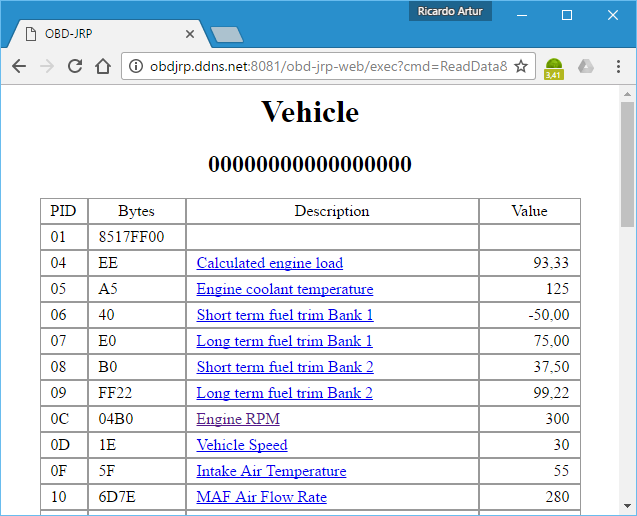 Ricardo Artur
OBD-JRP
obdjrp.ddns.net:8081/obd-jrp-web/exec?cmd=ReadData&
3,41
Vehicle
00000000000000000
PID Bytes Description Value
01 8517FF00
04 EE Calculated engine load 93,33
05 A5 Engine coolant temperature 125
06 40 Short term fuel trim Bank 1 -50,00
07 E0 Long term fuel trim Bank 1 75,00
08 B0 Short term fuel trim Bank 2 37,50
09 FF22 Long term fuel trim Bank 2 99,22
0C 04B0 Engine RPM 300
0D 1E Vehicle Speed 30
0F 5F Intake Air Temperature 55
10 6D7E MAF Air Flow Rate 280